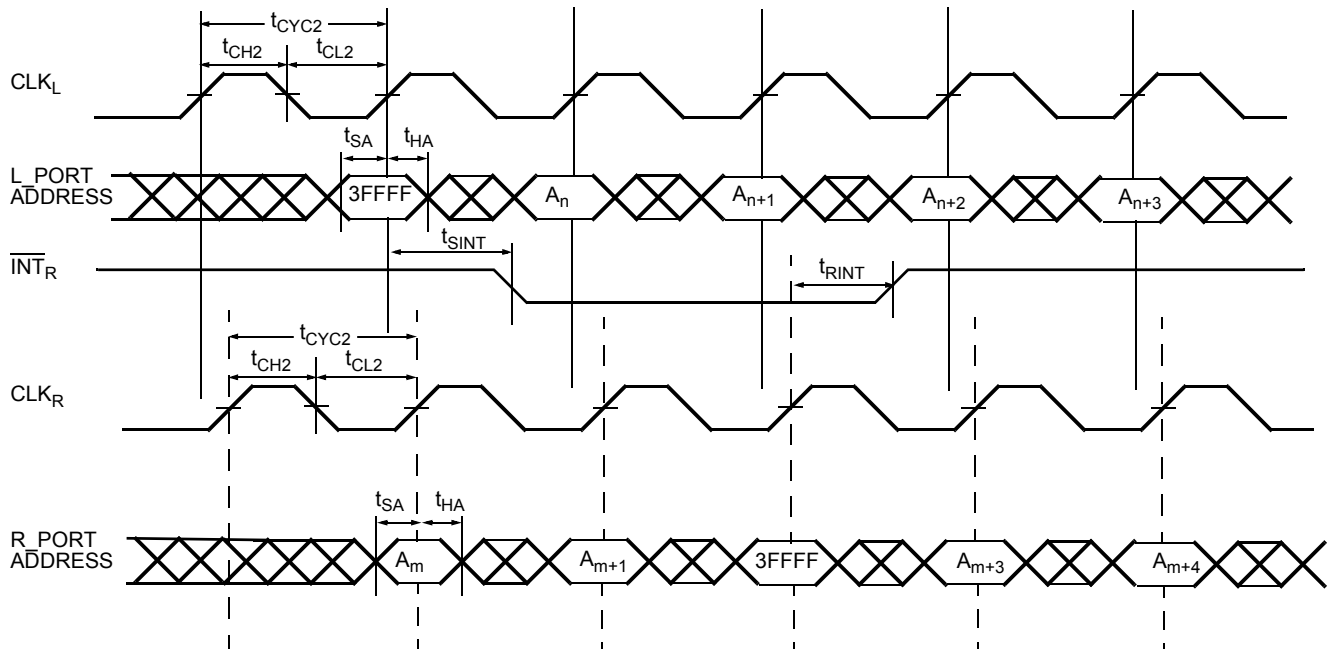 tCYC2
tCH2 tCL2
CLKL
tSA tHA
L_PORT
ADDRESS
3FFFF An An+1 An+2 An+3
tSINT
INTR
tRINT
tCYC2
tCH2 tCL2
CLKR
tSA tHA
R_PORT
ADDRESS
Am Am+1 3FFFF Am+3 Am+4